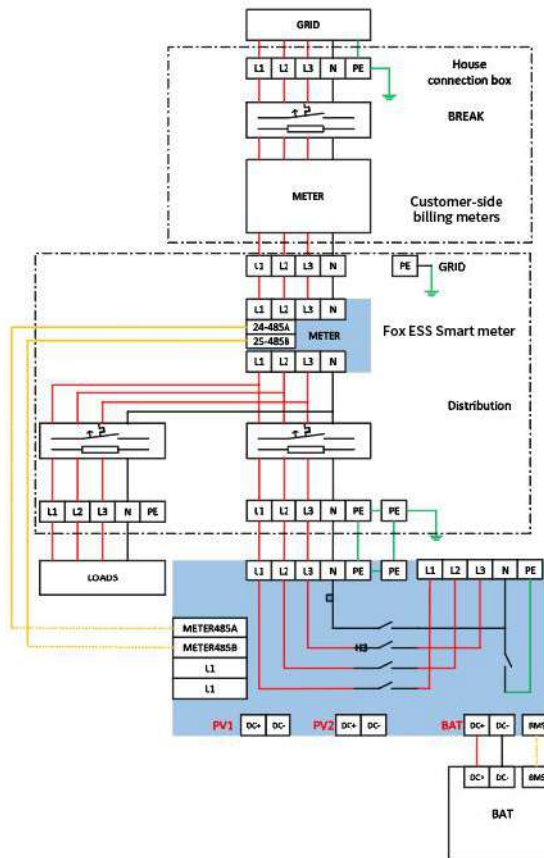 GRID
L1 L2 L3 N PE
House
connection box
BREAK
METER
Customer-side
billing meters
L1 L2 L3 N PE GRID
L1 L2 L3 N
24-485A
25-485B
METER
Fox ESS Smart meter
L1 L2 L3 N
Distribution
L1 L2 L3 N PE
L1 L2 L3 N PE PE
LOADS
L1 L2 L3 N PE PE
L1 L2 L3 N PE
METER485A
METER485B
L1
L1
PV1 DC+ DC-
PV2 DC+ DC-
BAT DC+ DC- BMS
DC+ DC- BMS
BAT